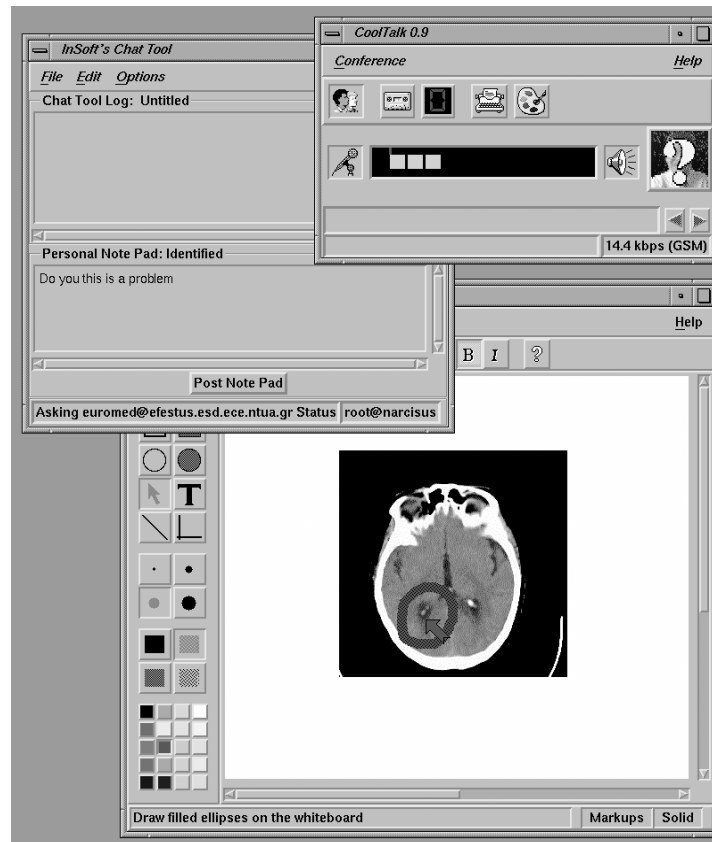 InSoft's Chat Tool
File Edit Options
Chat Tool Log: Untitled
Personal Note Pad: Identified
Do you this is a problem
Post Note Pad
Asking euromed@efestus.esd.ece.ntua.gr Status root@narcisus
CoolTalk 0.9
Conference Help
14.4 kbps (GSM)
Help
B I ?
T
Draw filled ellipses on the whiteboard Markups Solid